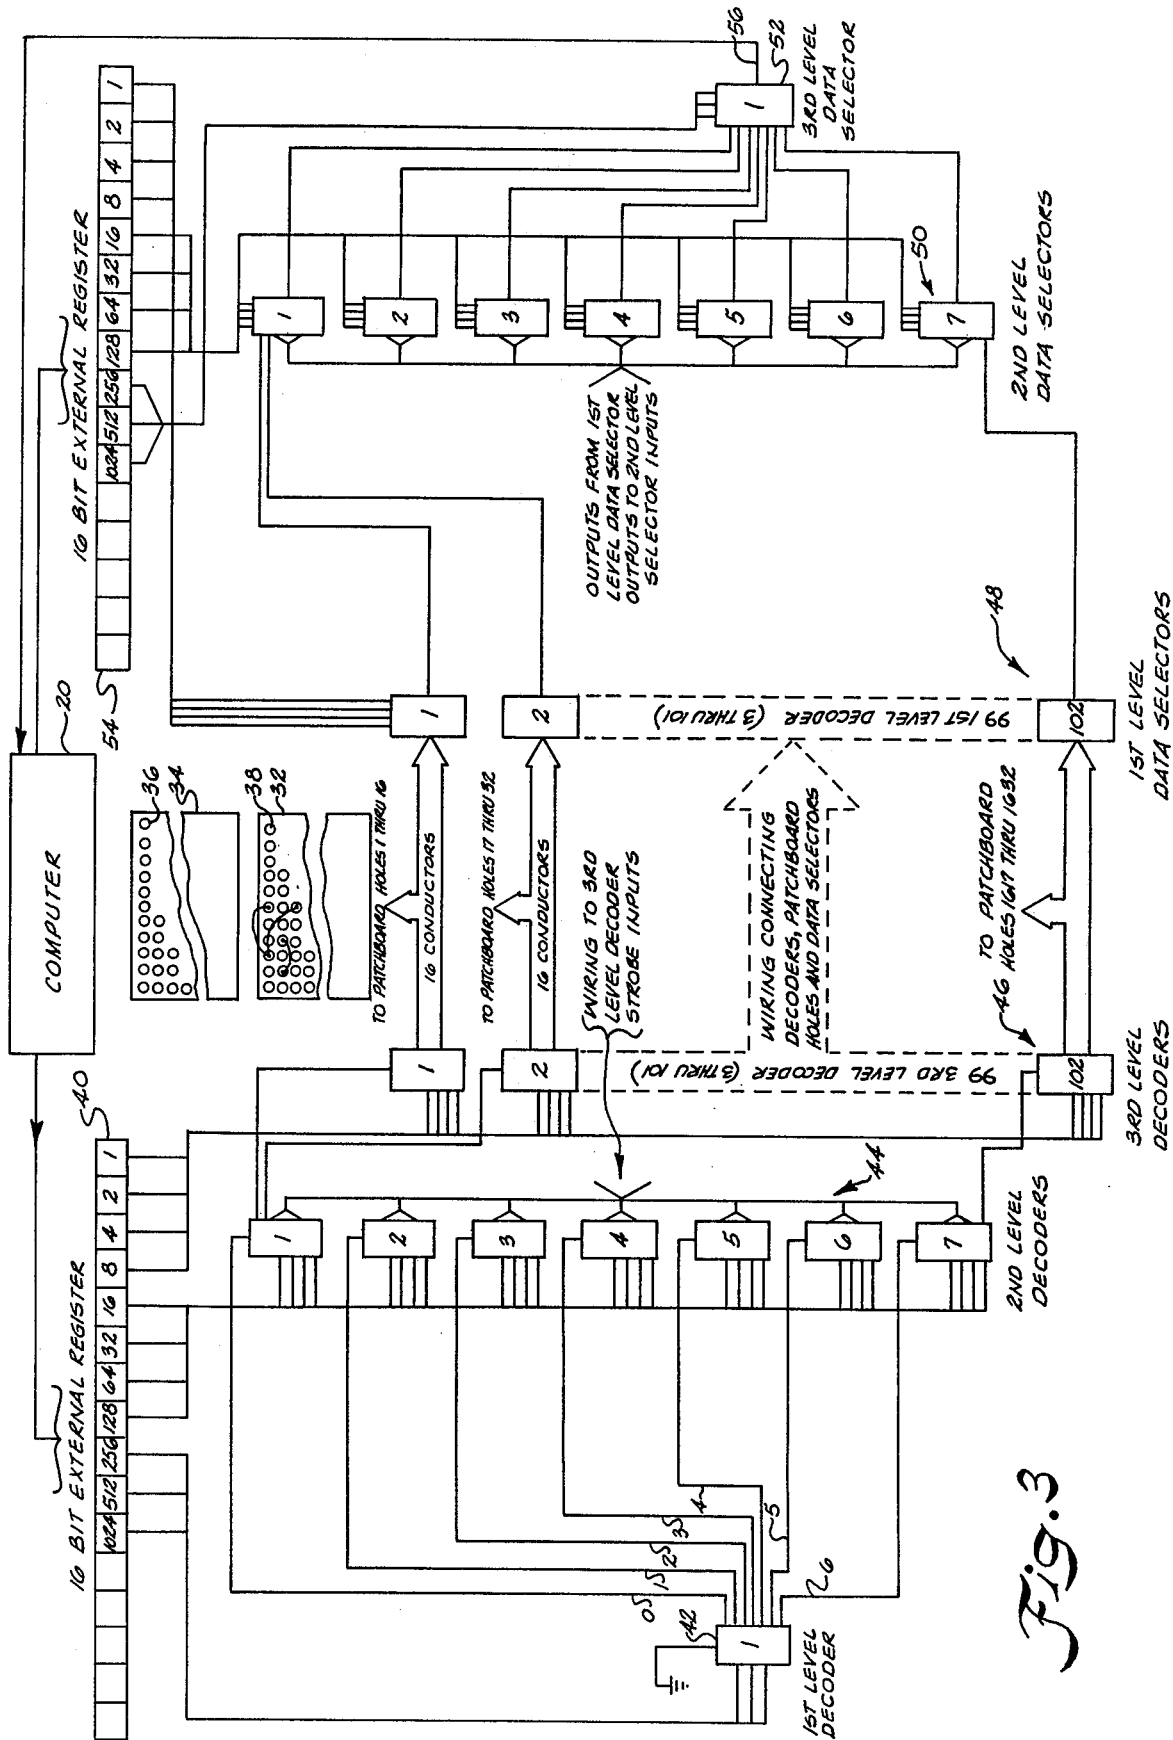 COMPUTER
20
16 BIT EXTERNAL REGISTER
40
1024 512 256 128 64 32 16 8 4 2 1
16 BIT EXTERNAL REGISTER
54
1024 512 256 128 64 32 16 8 4 2 1
36
34
38
32
42
1
1ST LEVEL
DECODER
0
1
2
3
4
5
6
1
2
3
4
5
6
7
44
2ND LEVEL
DECODERS
WIRING TO 3RD
LEVEL DECODER
STROBE INPUTS
1
2
99 3RD LEVEL DECODER (3 THRU 101)
102
46
3RD LEVEL
DECODERS
TO PATCHBOARD HOLES 1 THRU 16
16 CONDUCTORS
TO PATCHBOARD HOLES 17 THRU 32
16 CONDUCTORS
WIRING CONNECTING
DECODERS, PATCHBOARD
HOLES AND DATA SELECTORS
TO PATCHBOARD
HOLES 1617 THRU 1632
1
2
99 1ST LEVEL DECODER (3 THRU 101)
102
48
1ST LEVEL
DATA SELECTORS
OUTPUTS FROM 1ST
LEVEL DATA SELECTOR
OUTPUTS TO 2ND LEVEL
SELECTOR INPUTS
1
2
3
4
5
6
7
50
2ND LEVEL
DATA SELECTORS
1
56
52
3RD LEVEL
DATA
SELECTOR
Fig. 3